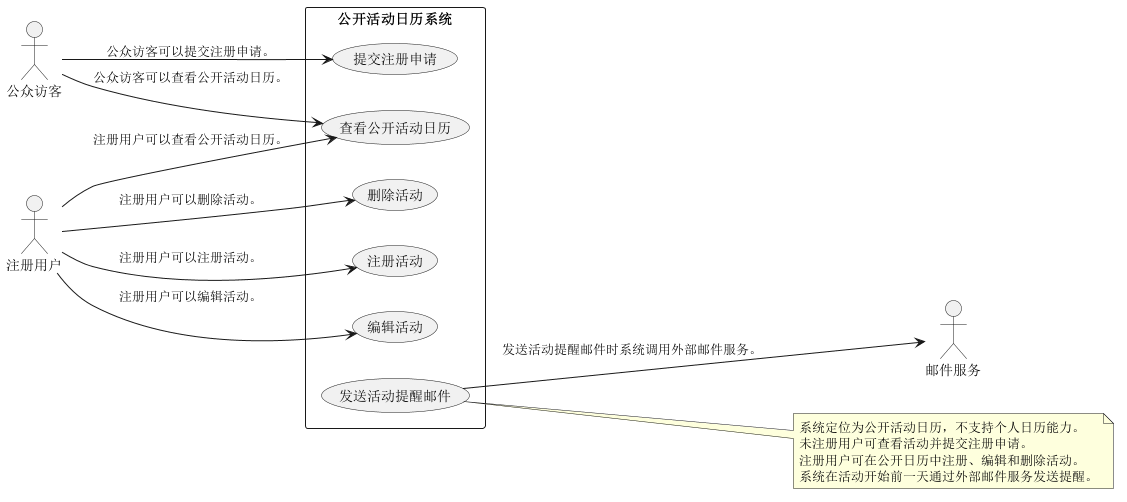 公开活动日历系统
公众访客可以提交注册申请。
提交注册申请
公众访客
公众访客可以查看公开活动日历。
查看公开活动日历
注册用户可以查看公开活动日历。
注册用户可以删除活动。
删除活动
注册用户
注册用户可以注册活动。
注册活动
注册用户可以编辑活动。
编辑活动
发送活动提醒邮件时系统调用外部邮件服务。
邮件服务
发送活动提醒邮件
系统定位为公开活动日历，不支持个人日历能力。
未注册用户可查看活动并提交注册申请。
注册用户可在公开日历中注册、编辑和删除活动。
系统在活动开始前一天通过外部邮件服务发送提醒。